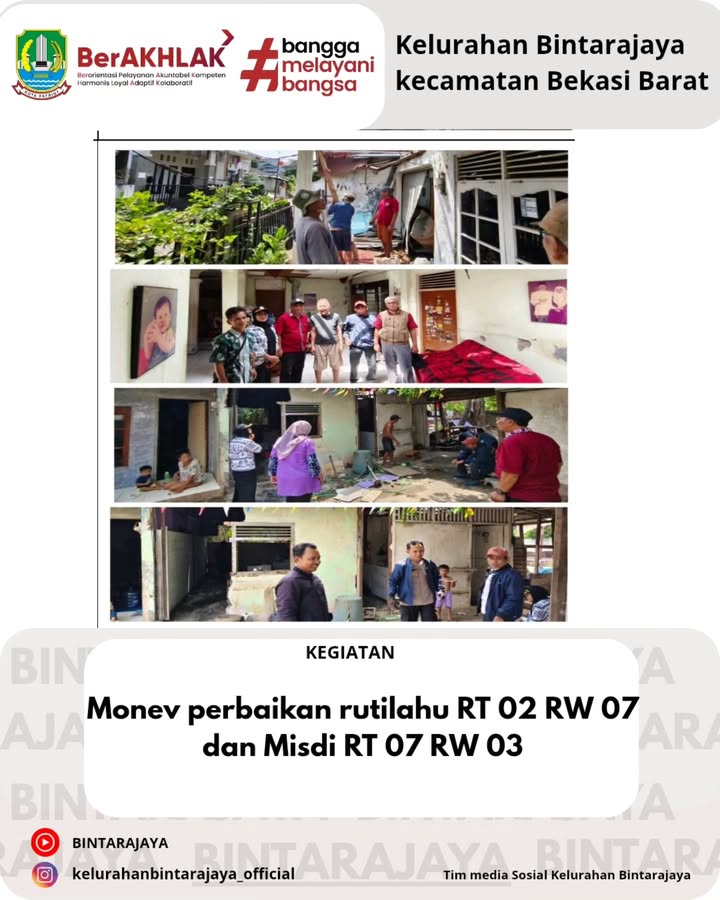 BerAKHLAK
Berorientasi Pelayanan Akuntabel Kompeten
Harmonis Loyal Adaptif Kolaboratif
#bangga
melayani
bangsa
Kelurahan Bintarajaya
kecamatan Bekasi Barat
KEGIATAN
Monev perbaikan rutilahu RT 02 RW 07
dan Misdi RT 07 RW 03
BINTARAJAYA
kelurahanbintarajaya_official
Tim media Sosial Kelurahan Bintarajaya
BINTARAJAYA